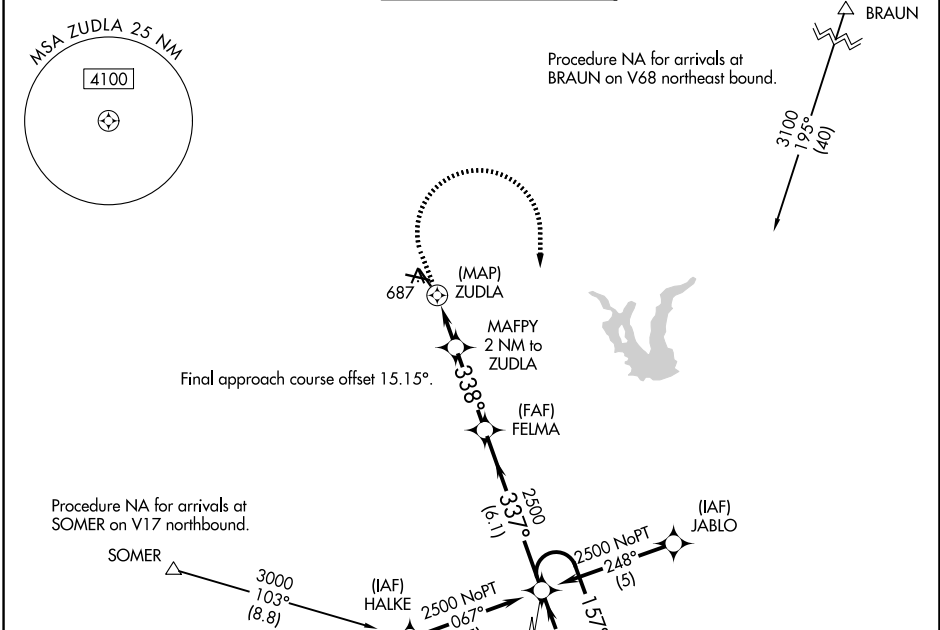 MSA ZUDLA 25 NM
4100
BRAUN
Procedure NA for arrivals at
BRAUN on V68 northeast bound.
3100
195°
(40)
(MAP)
ZUDLA
687
MAFPY
2 NM to
ZUDLA
Final approach course offset 15.15°.
338°
(FAF)
FELMA
2500
337°
(6.1)
Procedure NA for arrivals at
SOMER on V17 northbound.
SOMER
3000
103°
(8.8)
(IAF)
HALKE
2500 NoPT
067°
(IAF)
JABLO
2500 NoPT
248°
(5)
157°